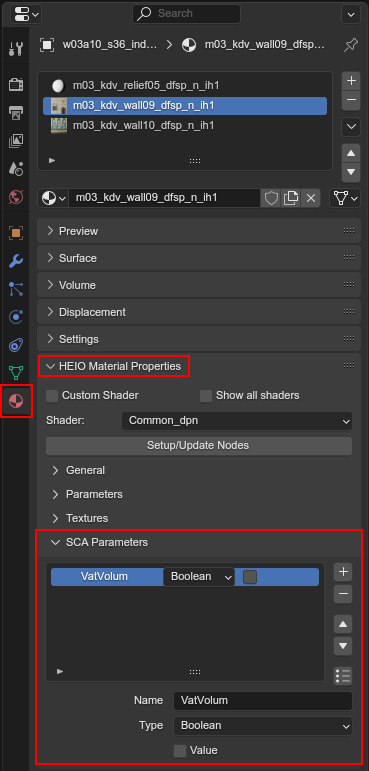 Search
w03a10_s36_ind... > m03_kdv_wall09_dfsp...
m03_kdv_relief05_dfsp_n_ih1
m03_kdv_wall09_dfsp_n_ih1
m03_kdv_wall10_dfsp_n_ih1
m03_kdv_wall09_dfsp_n_ih1
Preview
Surface
Volume
Displacement
Settings
HEIO Material Properties
Custom Shader Show all shaders
Shader: Common_dpn
Setup/Update Nodes
General
Parameters
Textures
SCA Parameters
VatVolum Boolean
Name VatVolum
Type Boolean
Value